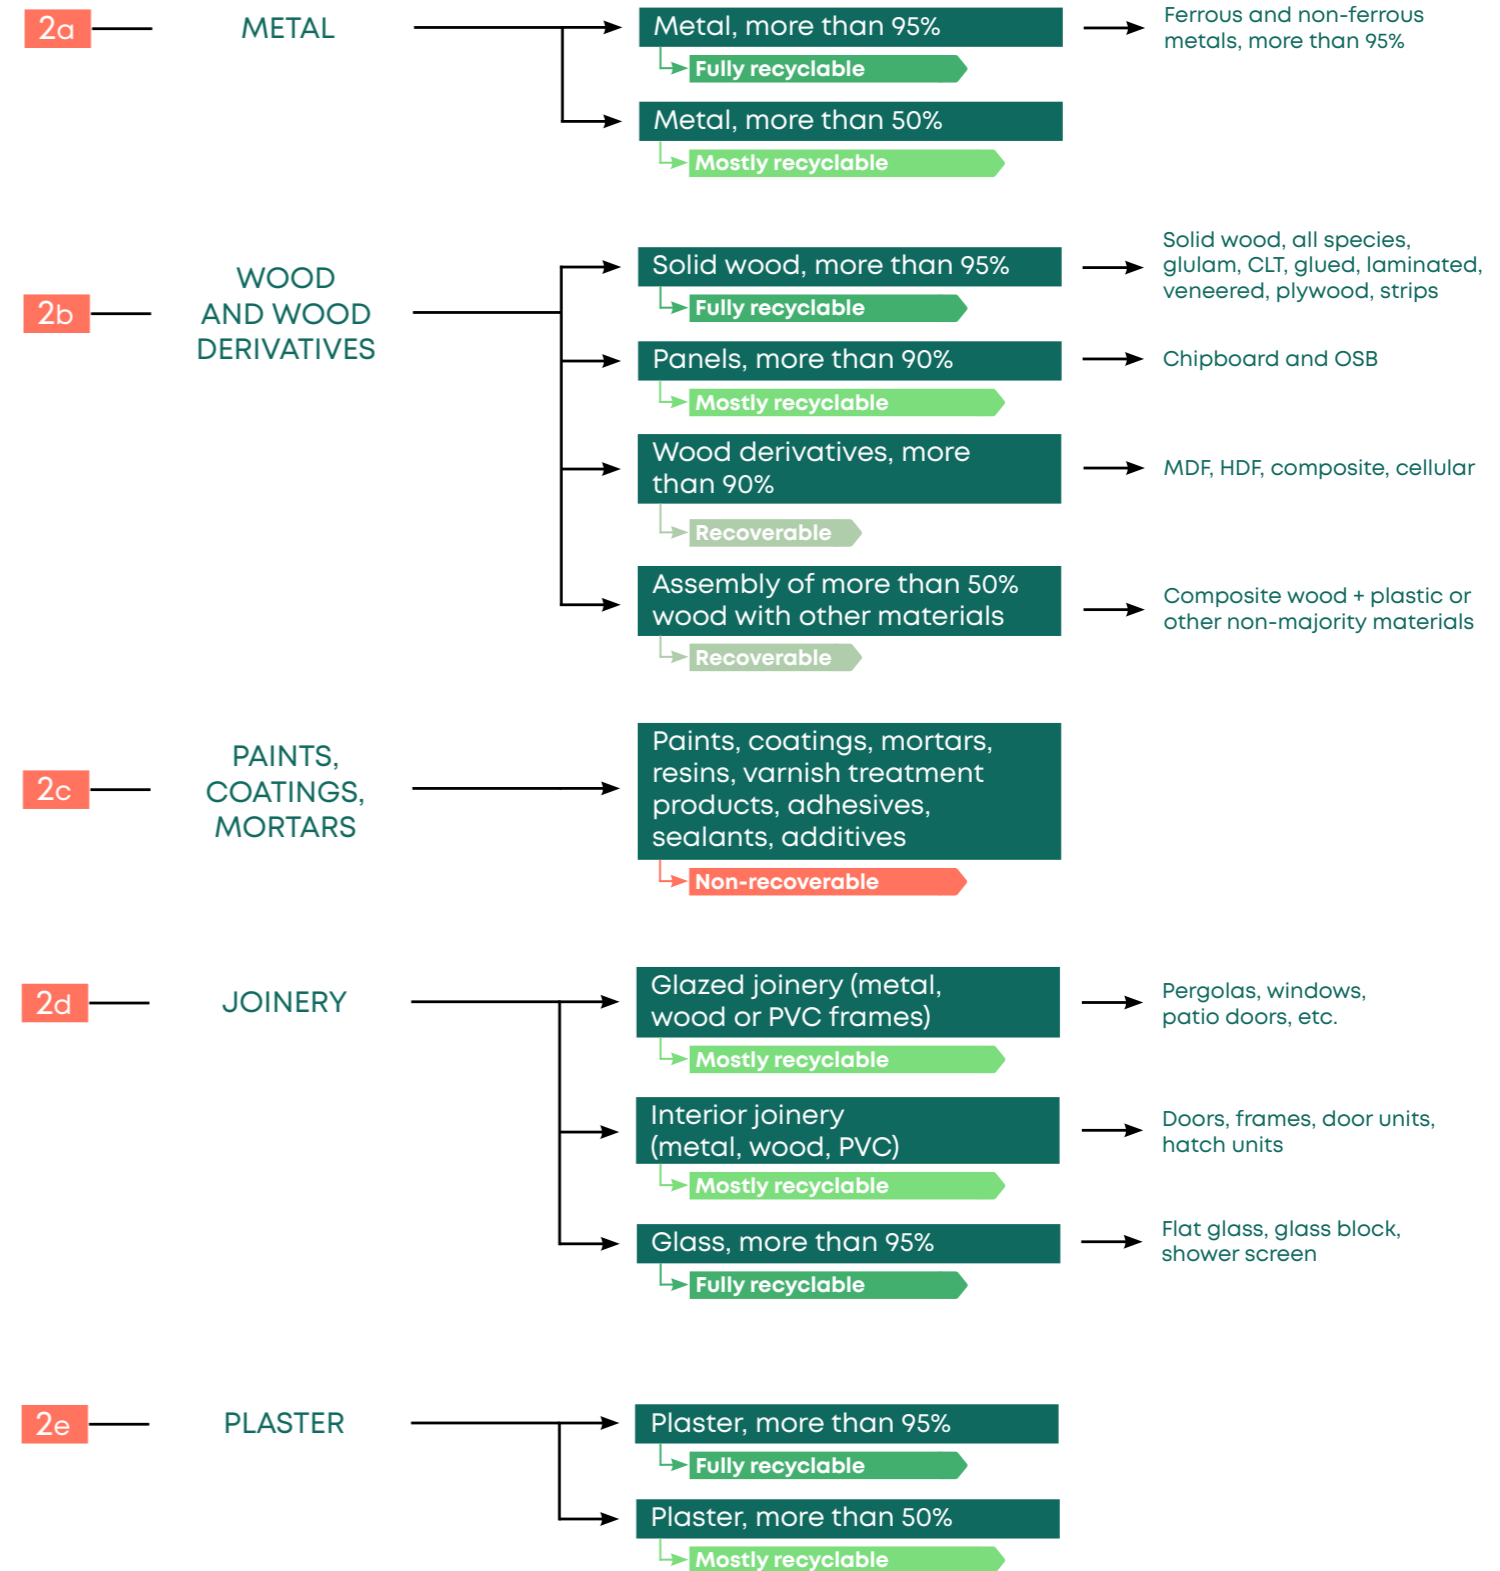 2a
METAL
Metal, more than 95%
Fully recyclable
Ferrous and non-ferrous
metals, more than 95%
Metal, more than 50%
Mostly recyclable
2b
WOOD
AND WOOD
DERIVATIVES
Solid wood, more than 95%
Fully recyclable
Solid wood, all species,
glulam, CLT, glued, laminated,
veneered, plywood, strips
Panels, more than 90%
Mostly recyclable
Chipboard and OSB
Wood derivatives, more
than 90%
Recoverable
MDF, HDF, composite, cellular
Assembly of more than 50%
wood with other materials
Recoverable
Composite wood + plastic or
other non-majority materials
2c
PAINTS,
COATINGS,
MORTARS
Paints, coatings, mortars,
resins, varnish treatment
products, adhesives,
sealants, additives
Non-recoverable
2d
JOINERY
Glazed joinery (metal,
wood or PVC frames)
Mostly recyclable
Pergolas, windows,
patio doors, etc.
Interior joinery
(metal, wood, PVC)
Mostly recyclable
Doors, frames, door units,
hatch units
Glass, more than 95%
Fully recyclable
Flat glass, glass block,
shower screen
2e
PLASTER
Plaster, more than 95%
Fully recyclable
Plaster, more than 50%
Mostly recyclable